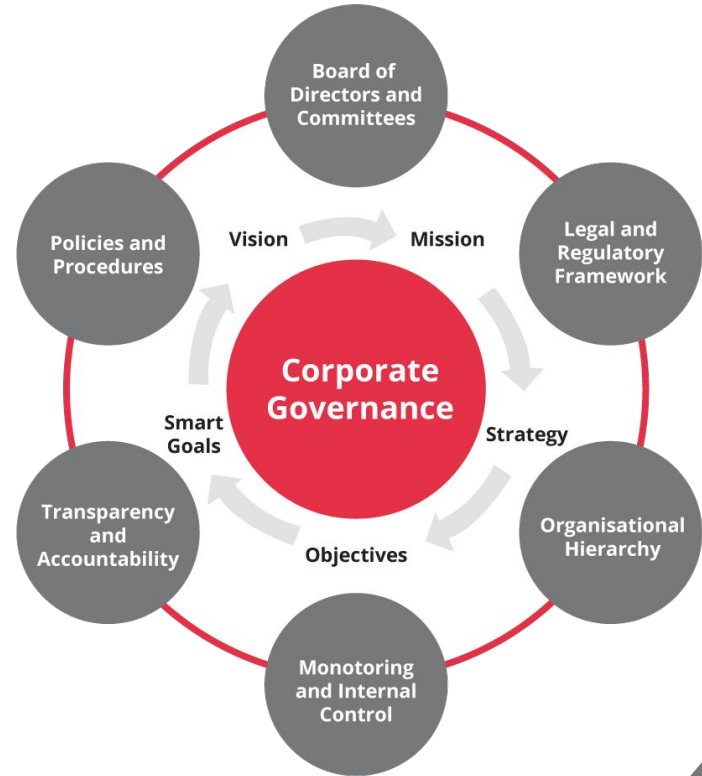 Board of
Directors and
Committees
Legal and
Regulatory
Framework
Organisational
Hierarchy
Monotoring
and Internal
Control
Transparency
and
Accountability
Policies and
Procedures
Vision
Mission
Strategy
Objectives
Smart
Goals
Corporate
Governance